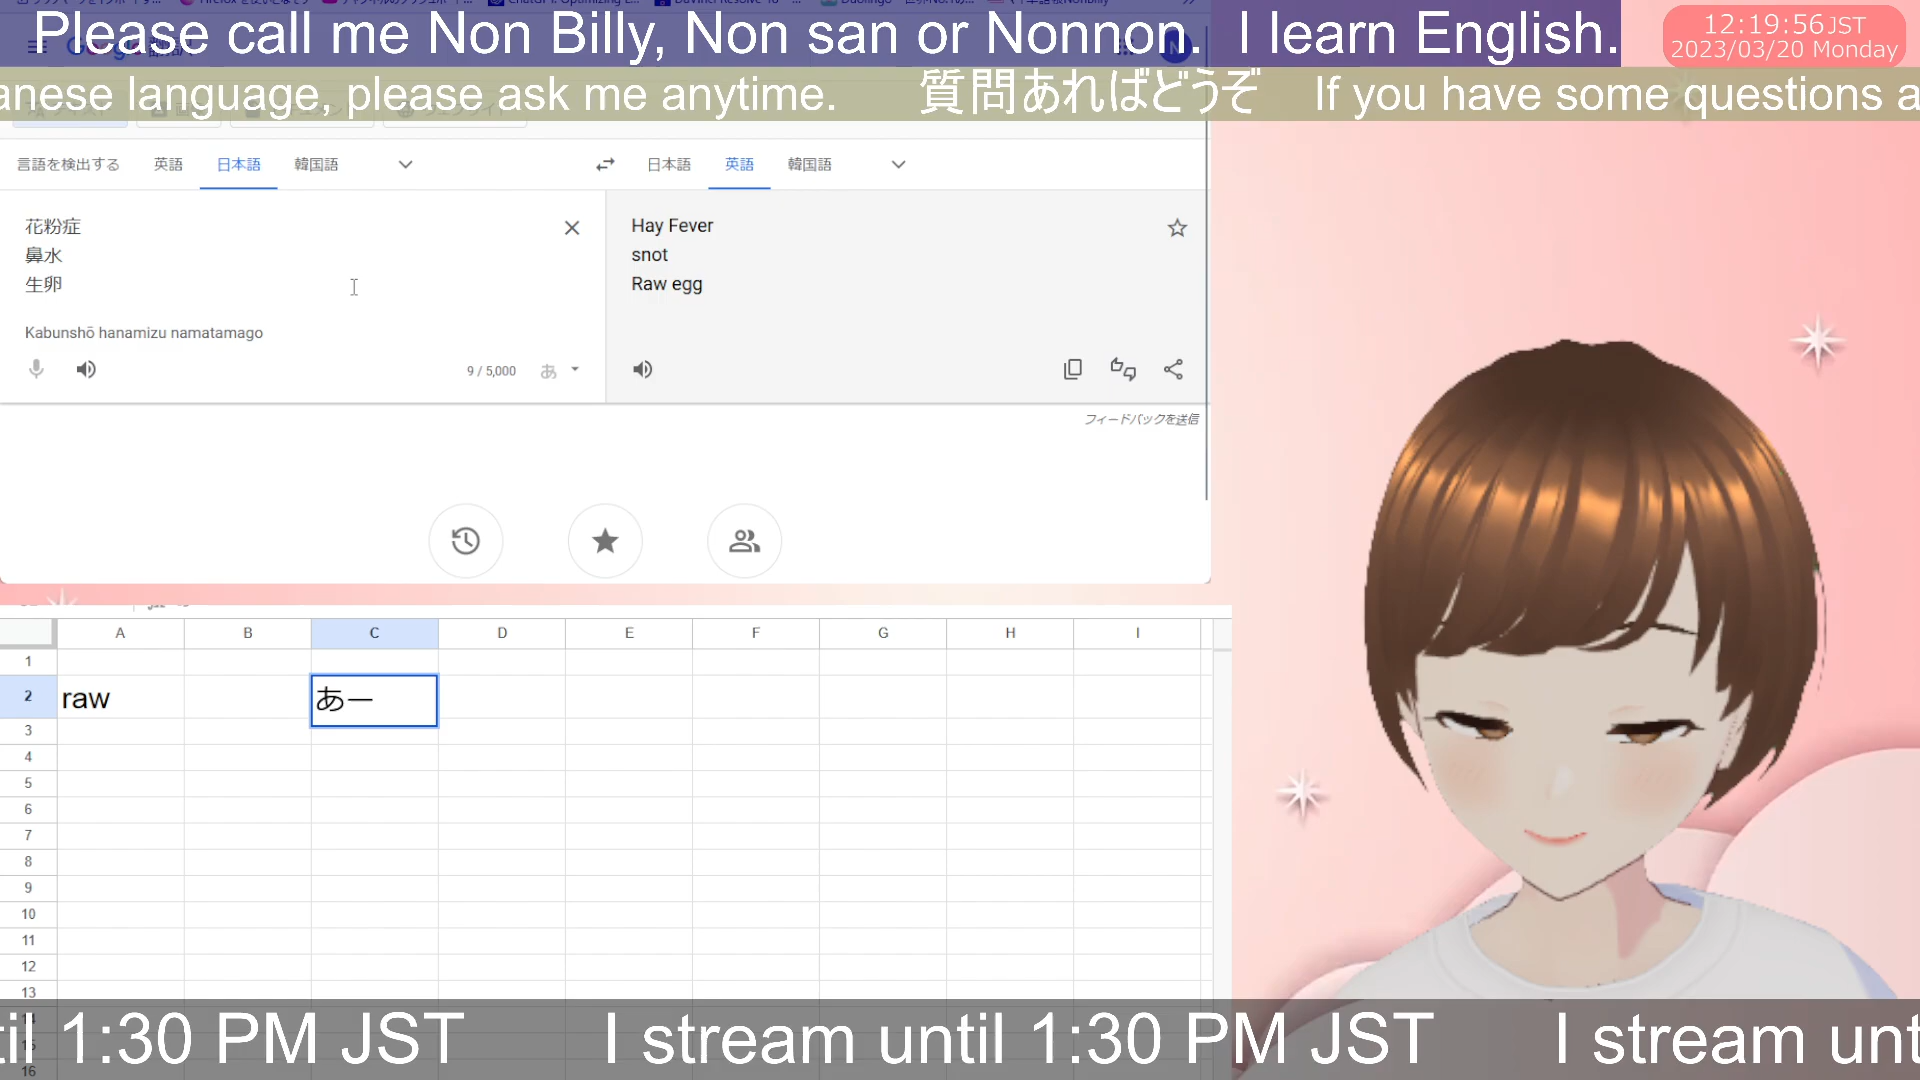 Please call me Non Billy, Non san or Nonnon. I learn English.
12:19:56 JST
2023/03/20 Monday
anese language, please ask me anytime. 質問あればどうぞ If you have some questions a
言語を検出する 英語 日本語 韓国語 日本語 英語 韓国語
花粉症
鼻水
生卵
Kabunshō hanamizu namatamago
9 / 5,000 あ
Hay Fever
snot
Raw egg
フィードバックを送信
A B C D E F G H I
1
2 raw あー
3
4
5
6
7
8
9
10
11
12
13
16
til 1:30 PM JST I stream until 1:30 PM JST I stream unt